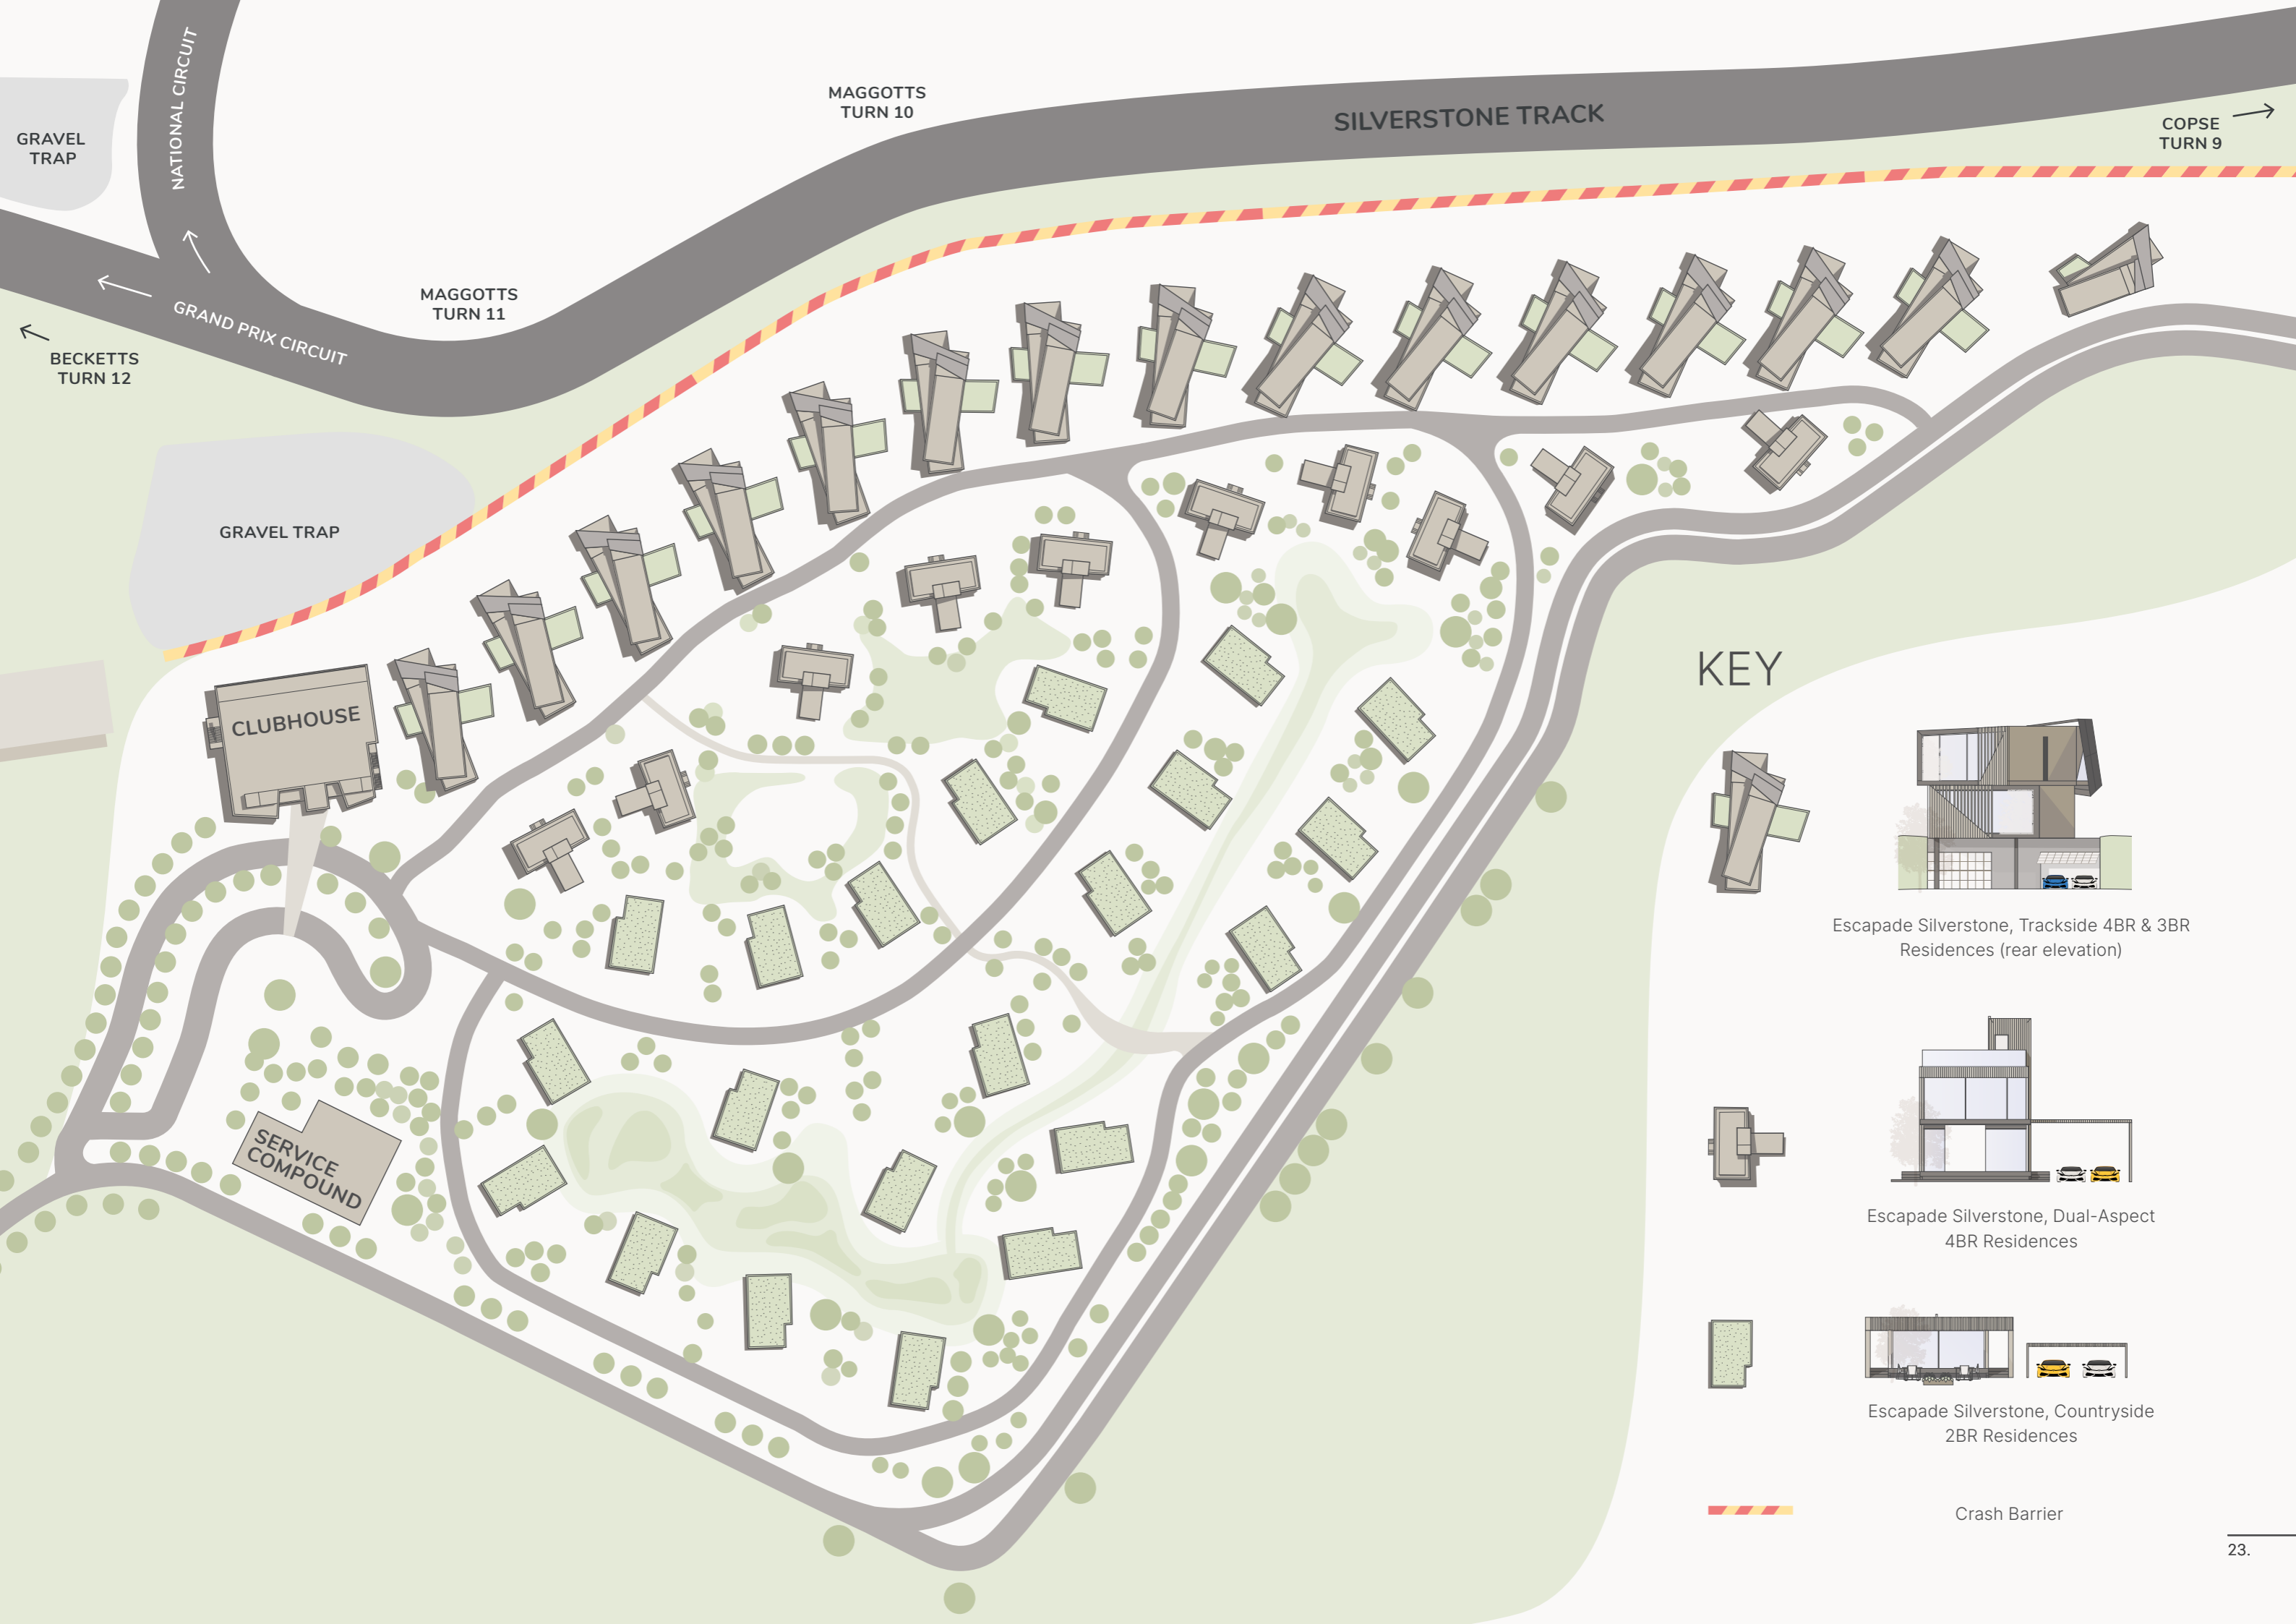 NATIONAL CIRCUIT
GRAVEL
TRAP
MAGGOTTS
TURN 10
SILVERSTONE TRACK
COPSE
TURN 9
GRAND PRIX CIRCUIT
MAGGOTTS
TURN 11
BECKETTS
TURN 12
GRAVEL TRAP
CLUBHOUSE
SERVICE
COMPOUND
KEY
Escapade Silverstone, Trackside 4BR & 3BR
Residences (rear elevation)
Escapade Silverstone, Dual-Aspect
4BR Residences
Escapade Silverstone, Countryside
2BR Residences
Crash Barrier
23.